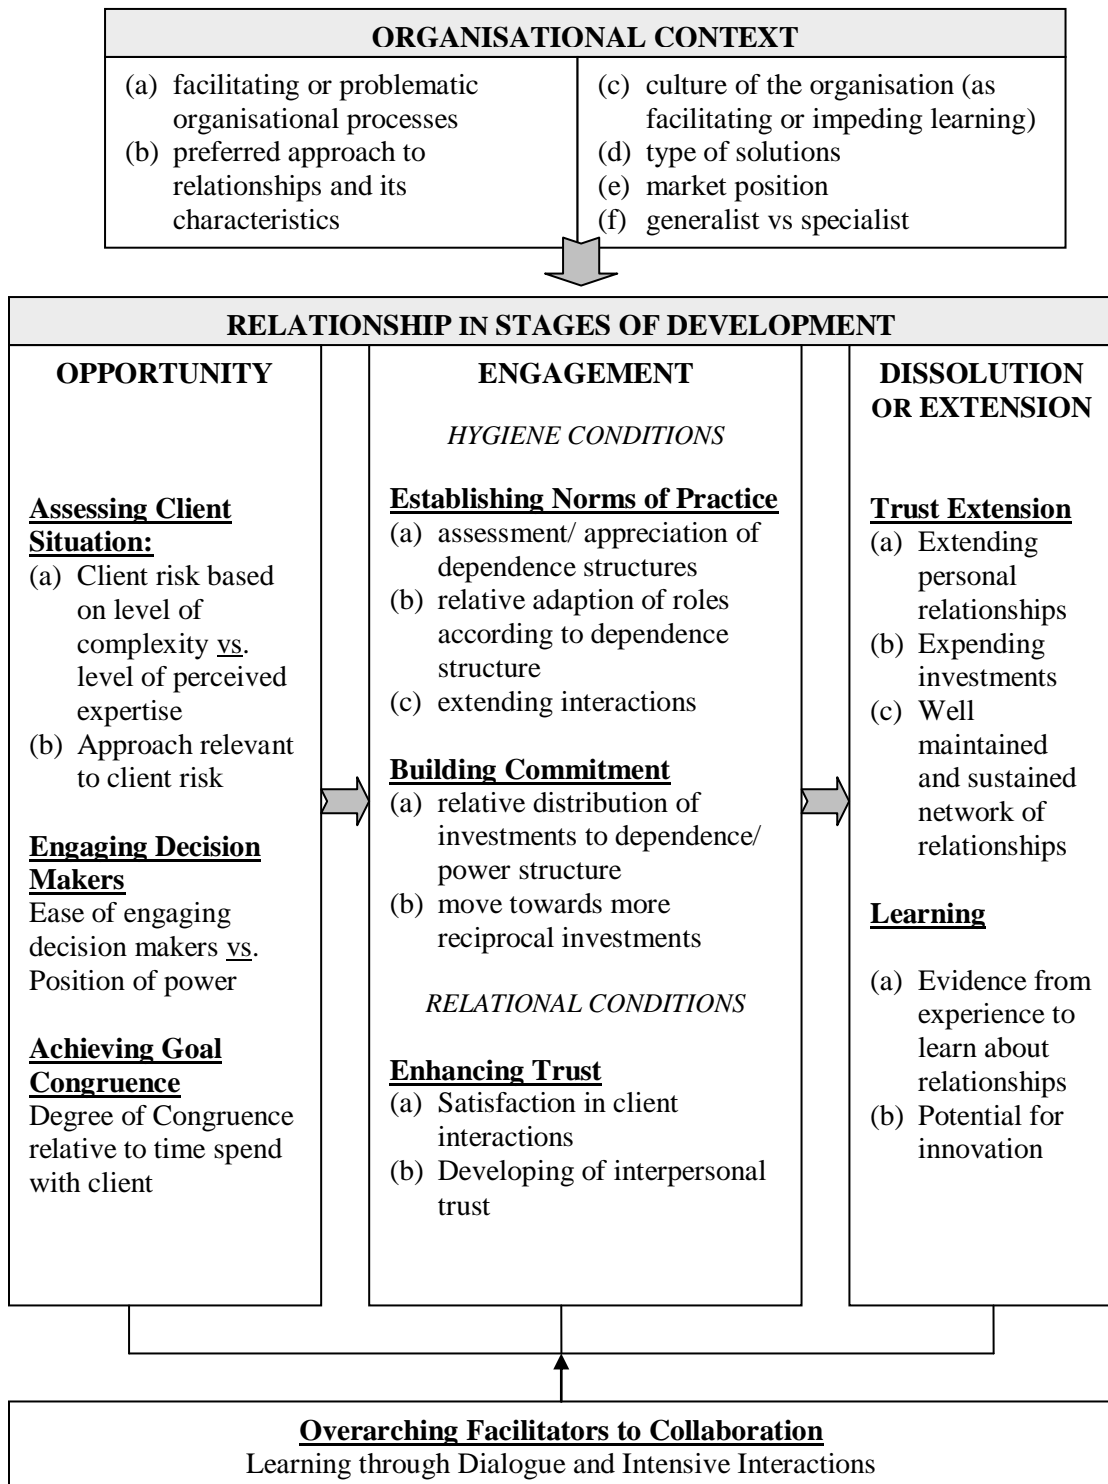 ORGANISATIONAL CONTEXT
(a) facilitating or problematic
organisational processes
(b) preferred approach to
relationships and its
characteristics
(c) culture of the organisation (as
facilitating or impeding learning)
(d) type of solutions
(e) market position
(f) generalist vs specialist
RELATIONSHIP IN STAGES OF DEVELOPMENT
OPPORTUNITY
Assessing Client
Situation:
(a) Client risk based
on level of
complexity vs.
level of perceived
expertise
(b) Approach relevant
to client risk
Engaging Decision
Makers
Ease of engaging
decision makers vs.
Position of power
Achieving Goal
Congruence
Degree of Congruence
relative to time spend
with client
ENGAGEMENT
HYGIENE CONDITIONS
Establishing Norms of Practice
(a) assessment/ appreciation of
dependence structures
(b) relative adaption of roles
according to dependence
structure
(c) extending interactions
Building Commitment
(a) relative distribution of
investments to dependence/
power structure
(b) move towards more
reciprocal investments
RELATIONAL CONDITIONS
Enhancing Trust
(a) Satisfaction in client
interactions
(b) Developing of interpersonal
trust
DISSOLUTION
OR EXTENSION
Trust Extension
(a) Extending
personal
relationships
(b) Expending
investments
(c) Well
maintained
and sustained
network of
relationships
Learning
(a) Evidence from
experience to
learn about
relationships
(b) Potential for
innovation
Overarching Facilitators to Collaboration
Learning through Dialogue and Intensive Interactions